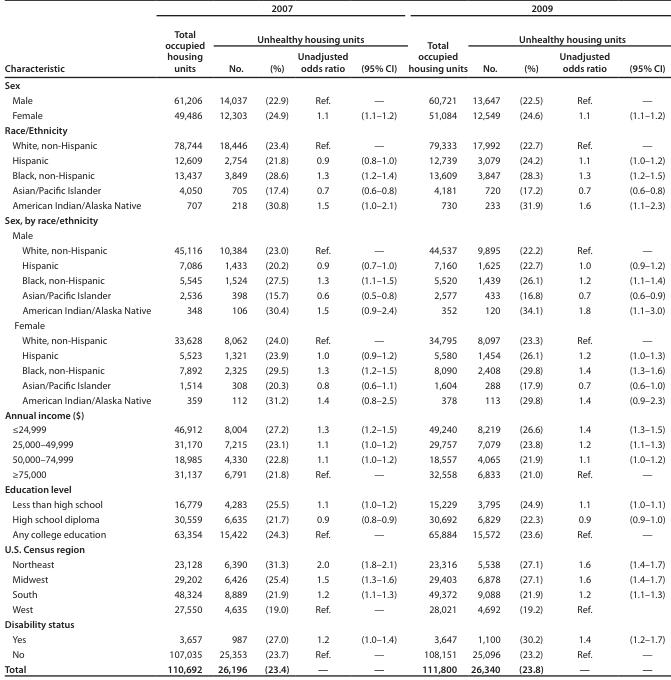 2007 2009
Total occupied housing units Unhealthy housing units Total occupied housing units Unhealthy housing units
Characteristic No. (%) Unadjusted odds ratio (95% CI) No. (%) Unadjusted odds ratio (95% CI)
Sex
Male 61,206 14,037 (22.9) Ref. — 60,721 13,647 (22.5) Ref. —
Female 49,486 12,303 (24.9) 1.1 (1.1–1.2) 51,084 12,549 (24.6) 1.1 (1.1–1.2)
Race/Ethnicity
White, non-Hispanic 78,744 18,446 (23.4) Ref. — 79,333 17,992 (22.7) Ref. —
Hispanic 12,609 2,754 (21.8) 0.9 (0.8–1.0) 12,739 3,079 (24.2) 1.1 (1.0–1.2)
Black, non-Hispanic 13,437 3,849 (28.6) 1.3 (1.2–1.4) 13,609 3,847 (28.3) 1.3 (1.2–1.5)
Asian/Pacific Islander 4,050 705 (17.4) 0.7 (0.6–0.8) 4,181 720 (17.2) 0.7 (0.6–0.8)
American Indian/Alaska Native 707 218 (30.8) 1.5 (1.0–2.1) 730 233 (31.9) 1.6 (1.1–2.3)
Sex, by race/ethnicity
Male
White, non-Hispanic 45,116 10,384 (23.0) Ref. — 44,537 9,895 (22.2) Ref. —
Hispanic 7,086 1,433 (20.2) 0.9 (0.7–1.0) 7,160 1,625 (22.7) 1.0 (0.9–1.2)
Black, non-Hispanic 5,545 1,524 (27.5) 1.3 (1.1–1.5) 5,520 1,439 (26.1) 1.2 (1.1–1.4)
Asian/Pacific Islander 2,536 398 (15.7) 0.6 (0.5–0.8) 2,577 433 (16.8) 0.7 (0.6–0.9)
American Indian/Alaska Native 348 106 (30.4) 1.5 (0.9–2.4) 352 120 (34.1) 1.8 (1.1–3.0)
Female
White, non-Hispanic 33,628 8,062 (24.0) Ref. — 34,795 8,097 (23.3) Ref. —
Hispanic 5,523 1,321 (23.9) 1.0 (0.9–1.2) 5,580 1,454 (26.1) 1.2 (1.0–1.3)
Black, non-Hispanic 7,892 2,325 (29.5) 1.3 (1.2–1.5) 8,090 2,408 (29.8) 1.4 (1.3–1.6)
Asian/Pacific Islander 1,514 308 (20.3) 0.8 (0.6–1.1) 1,604 288 (17.9) 0.7 (0.6–1.0)
American Indian/Alaska Native 359 112 (31.2) 1.4 (0.8–2.5) 378 113 (29.8) 1.4 (0.9–2.3)
Annual income ($)
≤24,999 46,912 8,004 (27.2) 1.3 (1.2–1.5) 49,240 8,219 (26.6) 1.4 (1.3–1.5)
25,000–49,999 31,170 7,215 (23.1) 1.1 (1.0–1.2) 29,757 7,079 (23.8) 1.2 (1.1–1.3)
50,000–74,999 18,985 4,330 (22.8) 1.1 (1.0–1.2) 18,557 4,065 (21.9) 1.1 (1.0–1.2)
≥75,000 31,137 6,791 (21.8) Ref. — 32,558 6,833 (21.0) Ref. —
Education level
Less than high school 16,779 4,283 (25.5) 1.1 (1.0–1.2) 15,229 3,795 (24.9) 1.1 (1.0–1.1)
High school diploma 30,559 6,635 (21.7) 0.9 (0.8–0.9) 30,692 6,829 (22.3) 0.9 (0.9–1.0)
Any college education 63,354 15,422 (24.3) Ref. — 65,884 15,572 (23.6) Ref. —
U.S. Census region
Northeast 23,128 6,390 (31.3) 2.0 (1.8–2.1) 23,316 5,538 (27.1) 1.6 (1.4–1.7)
Midwest 29,202 6,426 (25.4) 1.5 (1.3–1.6) 29,403 6,878 (27.1) 1.6 (1.4–1.7)
South 48,324 8,889 (21.9) 1.2 (1.1–1.3) 49,372 9,088 (21.9) 1.2 (1.1–1.3)
West 27,550 4,635 (19.0) Ref. — 28,021 4,692 (19.2) Ref.
Disability status
Yes 3,657 987 (27.0) 1.2 (1.0–1.4) 3,647 1,100 (30.2) 1.4 (1.2–1.7)
No 107,035 25,353 (23.7) Ref. — 108,151 25,096 (23.2) Ref. —
Total 110,692 26,196 (23.4) — — 111,800 26,340 (23.8) — —